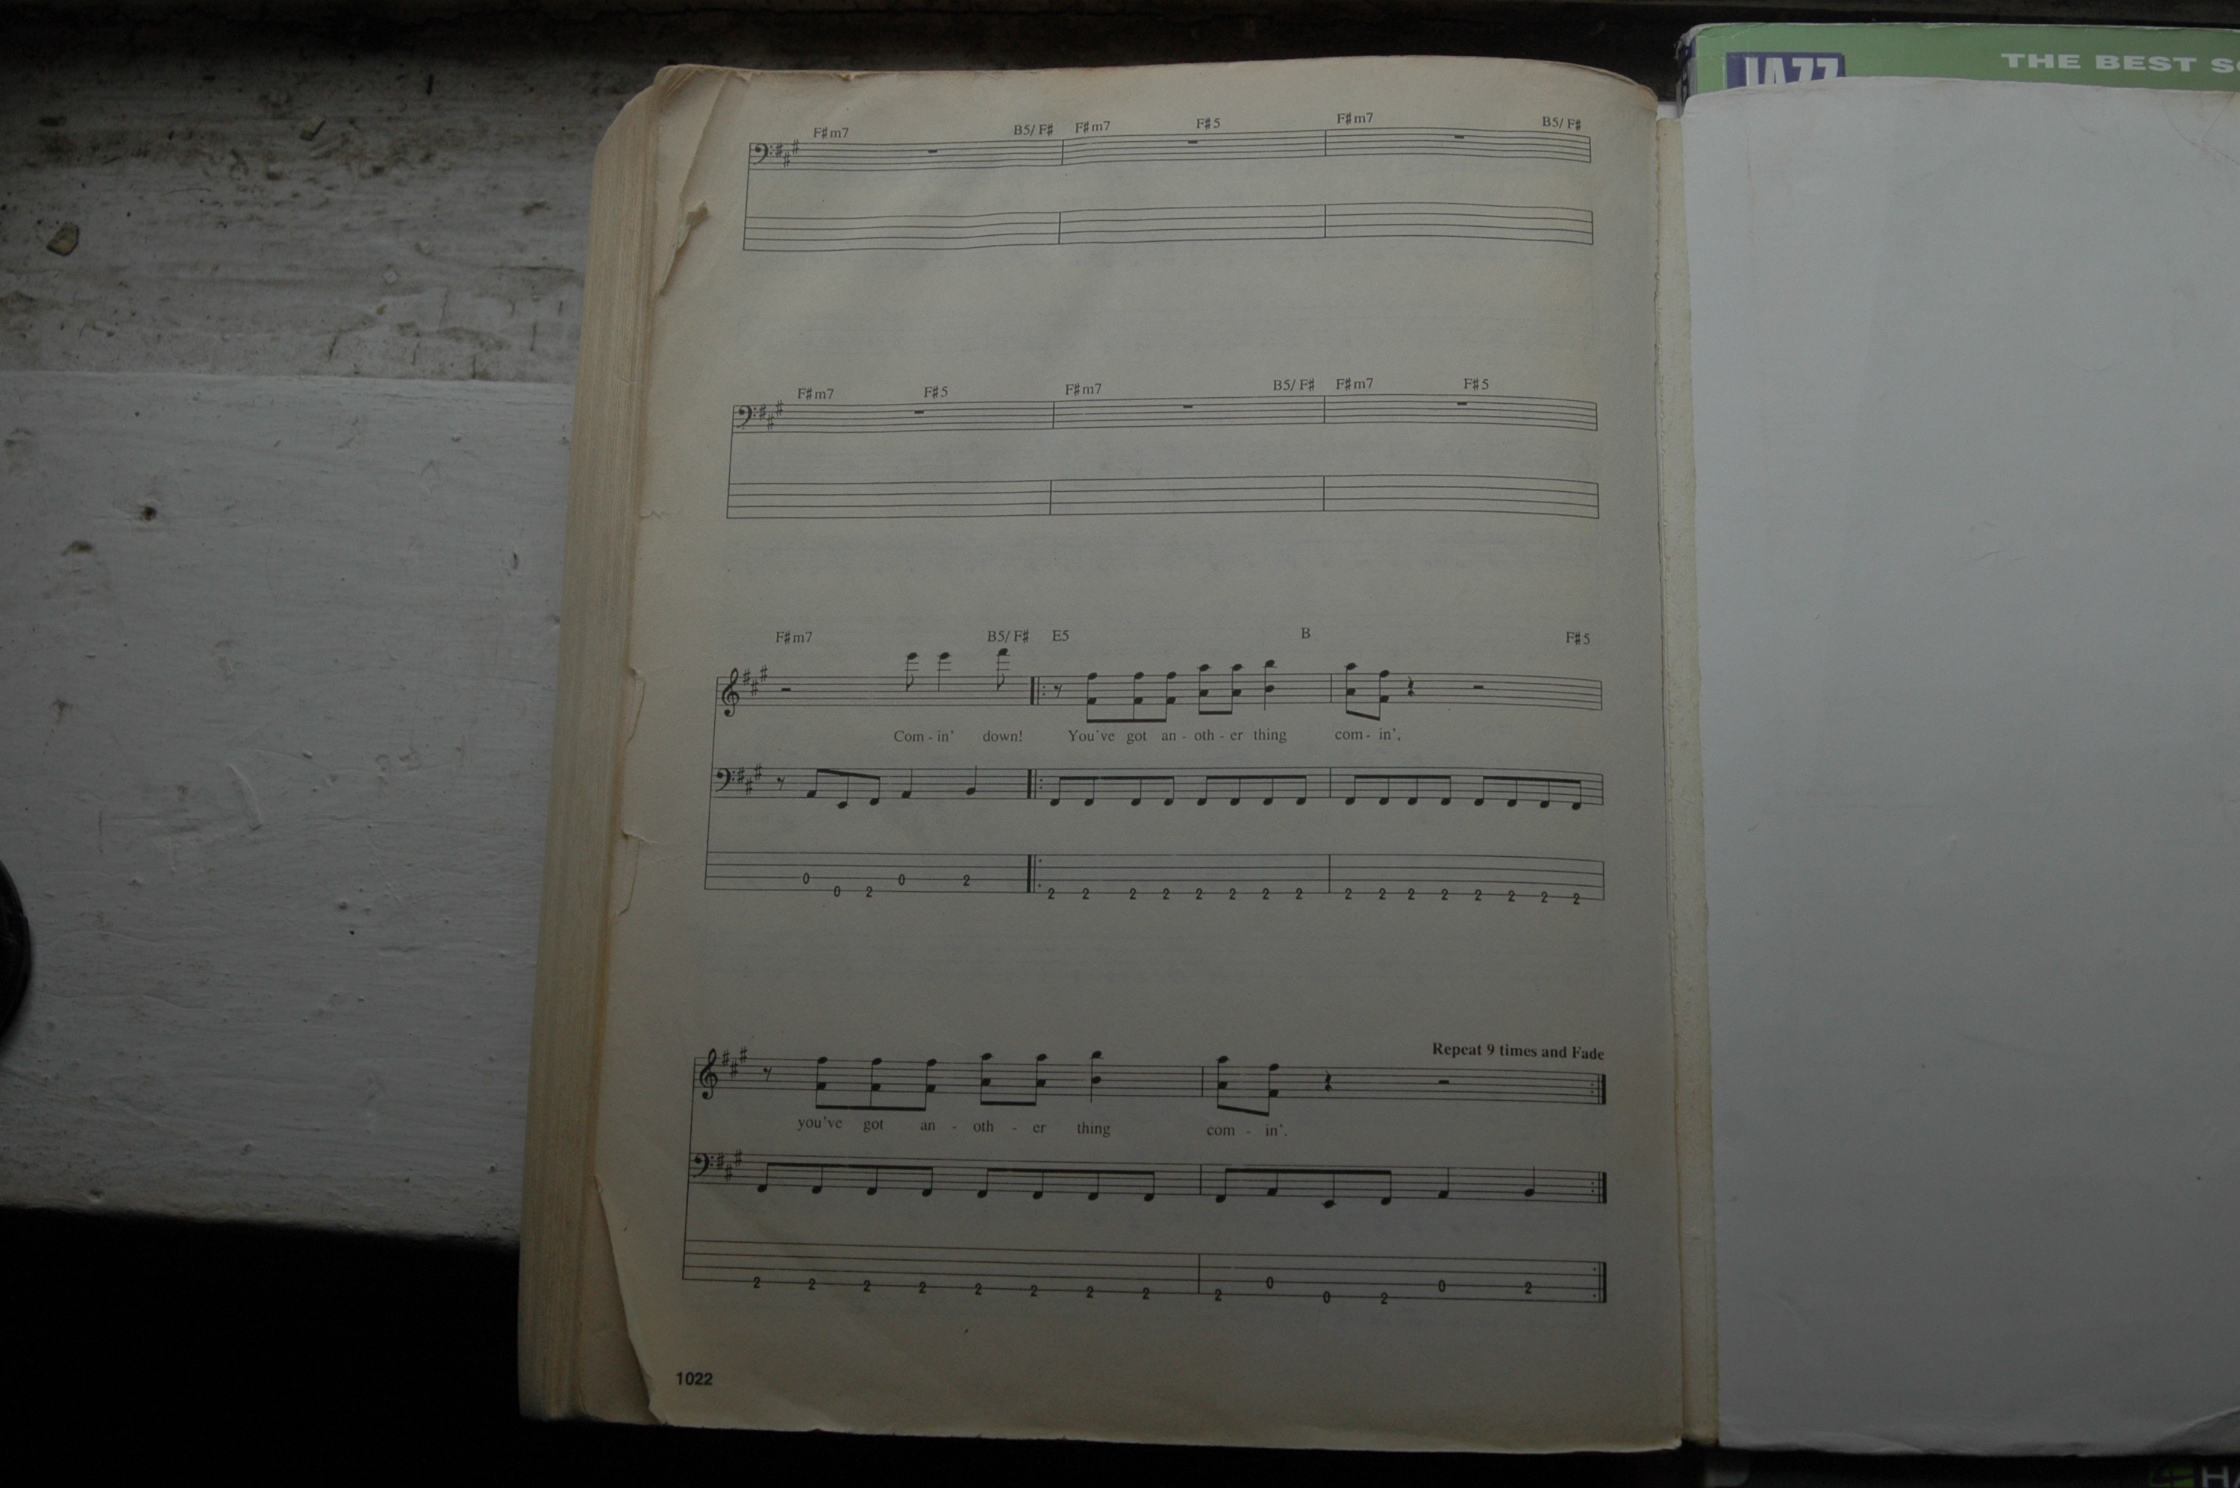 JAZZ
THE BEST
F♯m7 B5/ F♯ F♯m7 F♯5 F♯m7 B5/ F♯
F♯m7 F♯5 F♯m7 B5/ F♯ F♯m7 F♯5
F♯m7 B5/ F♯ E5 B F♯5
Com - in' down! You've got an - oth - er thing com - in',
0 0 2 0 2 2 2 2 2 2 2 2 2 2 2 2 2 2 2 2 2
Repeat 9 times and Fade
you've got an - oth - er thing com - in'.
2 2 2 2 2 2 2 2 2 0 0 2 0 2
1022